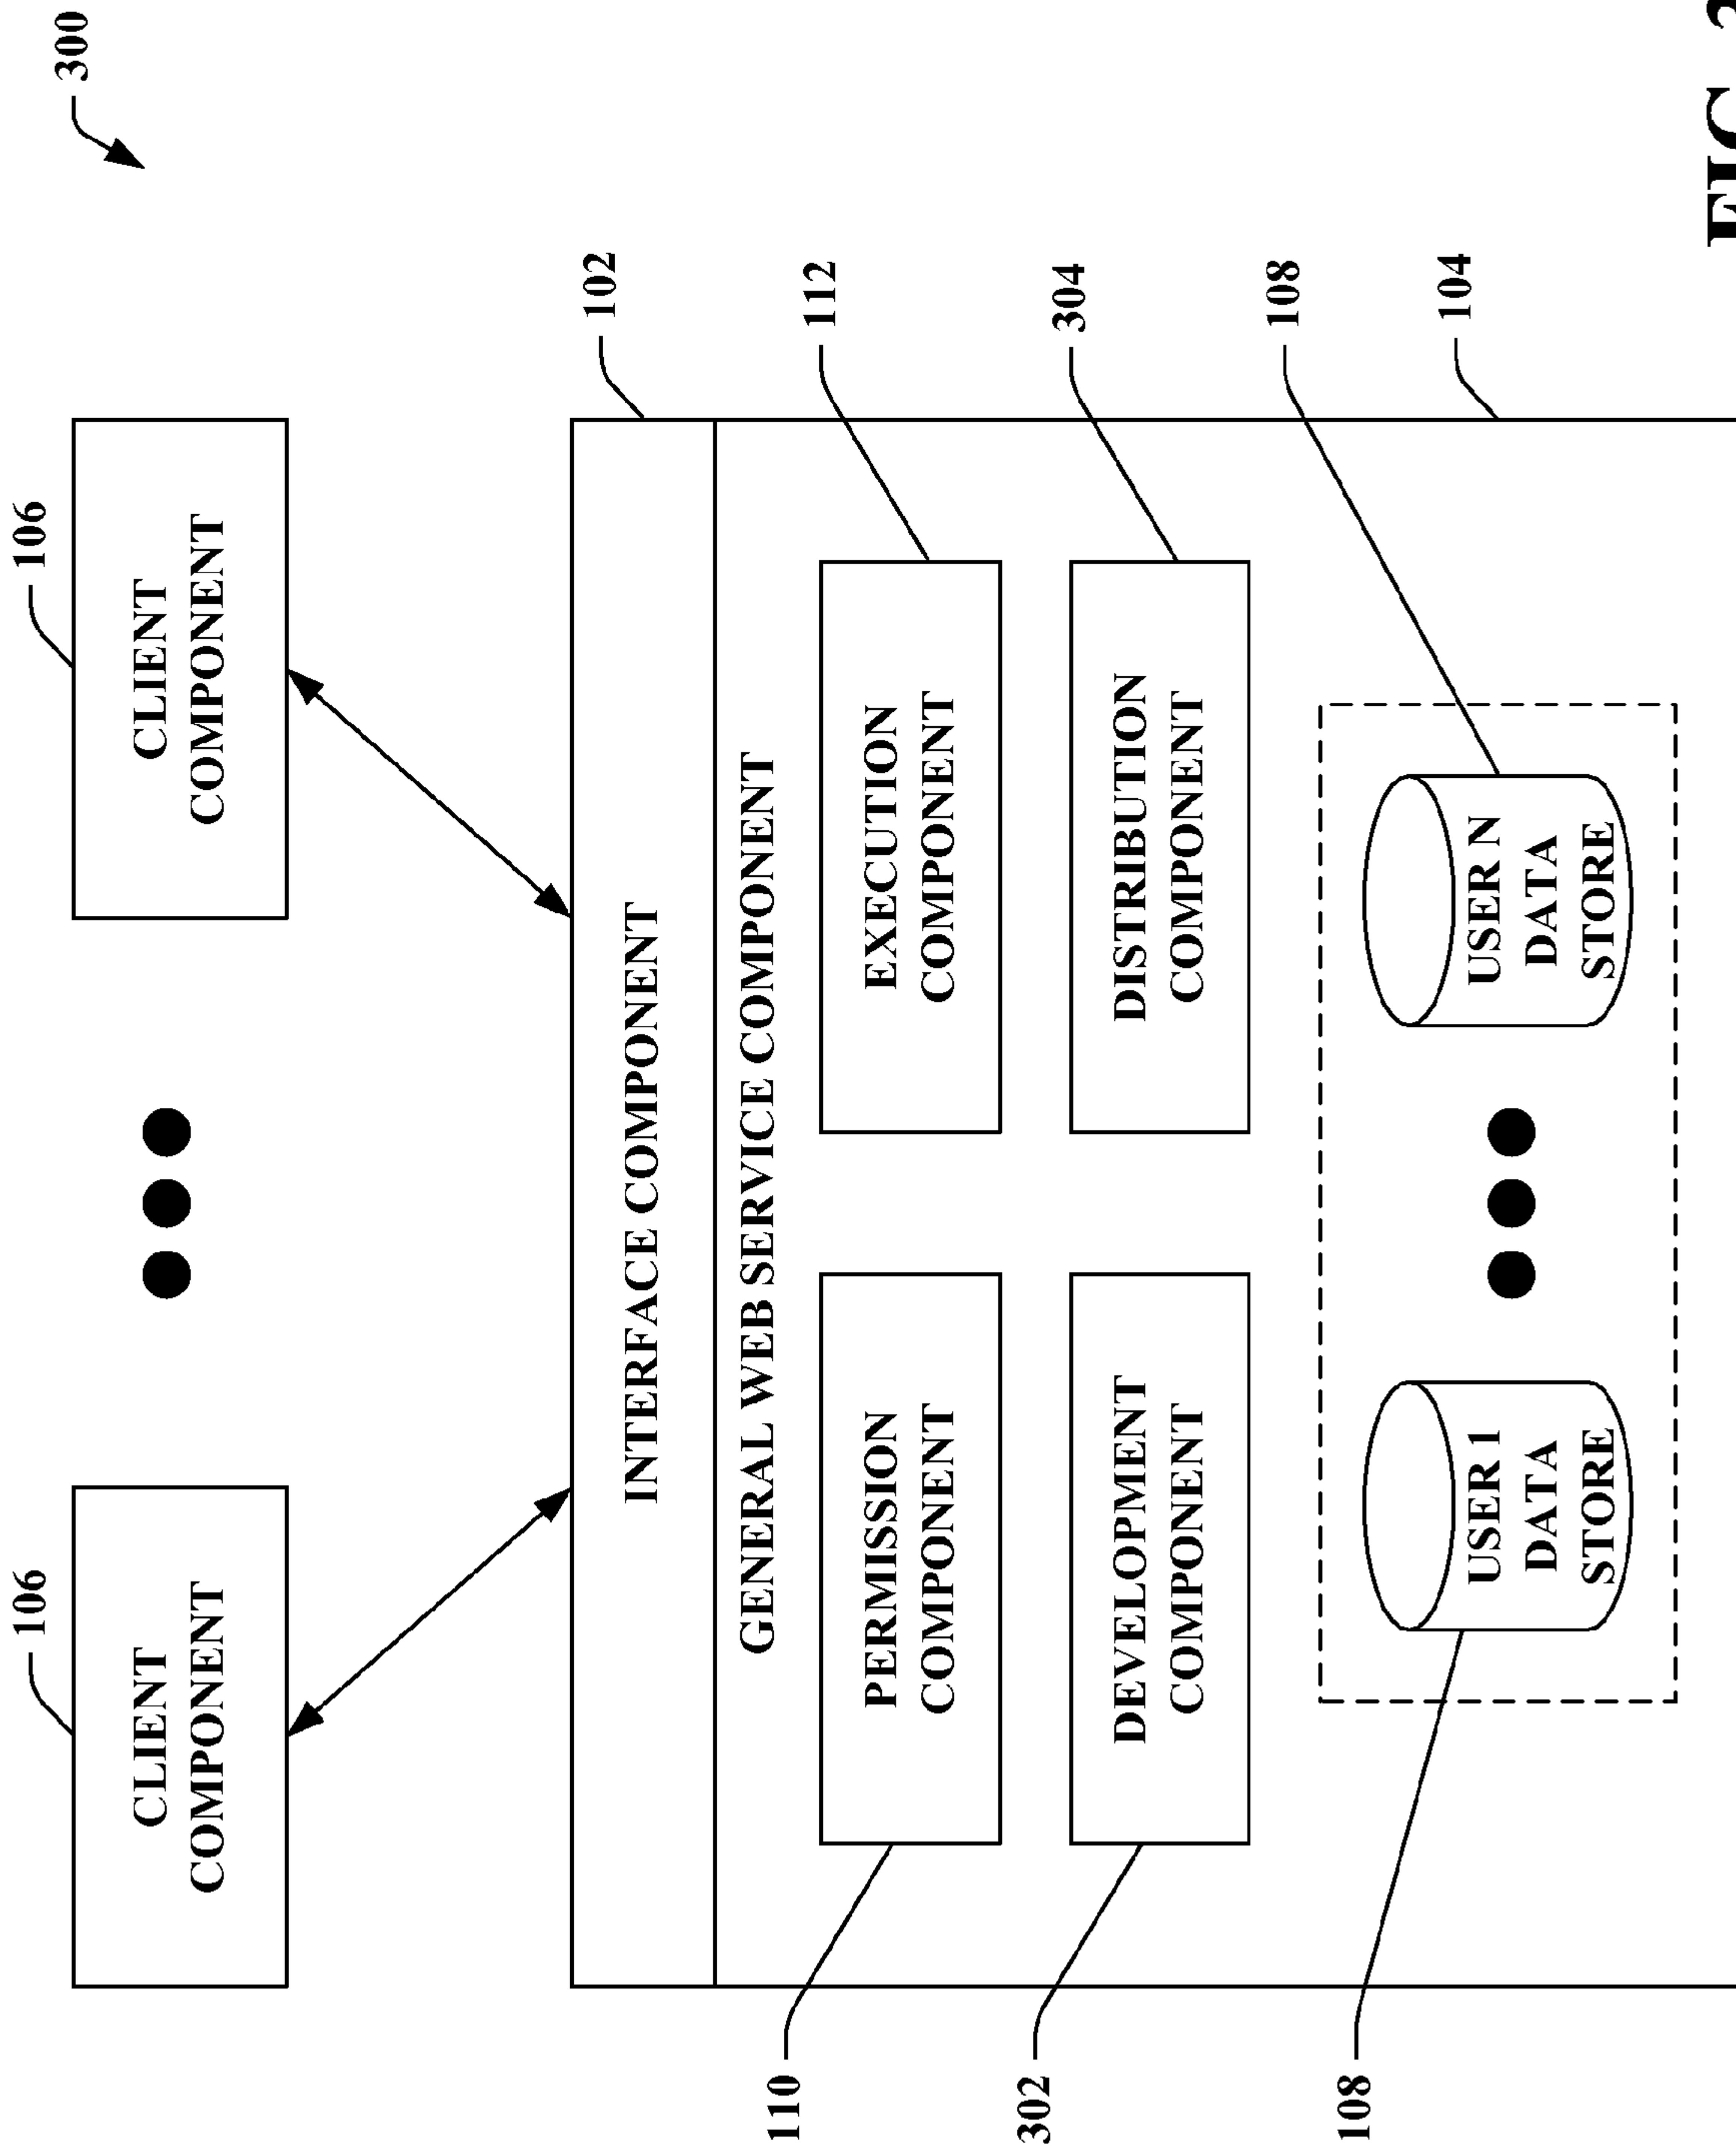 300
106
106
CLIENT
COMPONENT
CLIENT
COMPONENT
102
INTERFACE COMPONENT
GENERAL WEB SERVICE COMPONENT
110
112
PERMISSION
COMPONENT
EXECUTION
COMPONENT
302
304
DEVELOPMENT
COMPONENT
DISTRIBUTION
COMPONENT
108
108
USER 1
DATA
STORE
USER N
DATA
STORE
104